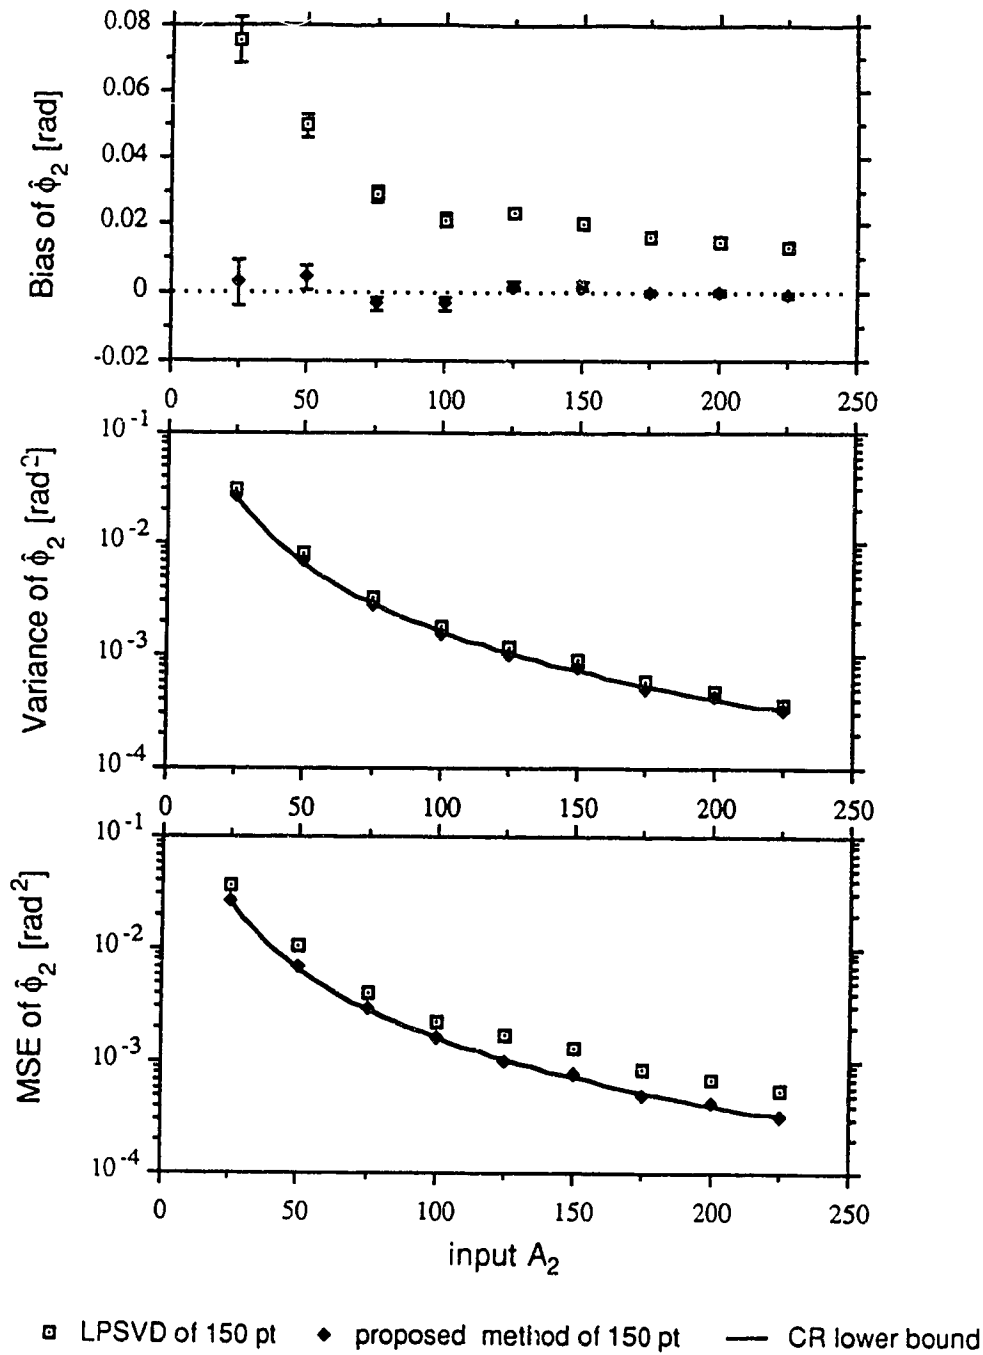 0.08
0.06
0.04
0.02
0
-0.02
Bias of φ̂₂ [rad]
0 50 100 150 200 250
10⁻¹
10⁻²
10⁻³
10⁻⁴
Variance of φ̂₂ [rad²]
0 50 100 150 200 250
10⁻¹
10⁻²
10⁻³
10⁻⁴
MSE of φ̂₂ [rad²]
0 50 100 150 200 250
input A₂
LPSVD of 150 pt proposed method of 150 pt CR lower bound